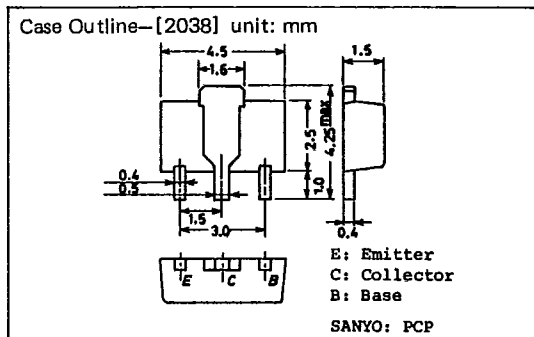 Case Outline—[2038] unit: mm
4.5
1.6
1.5
2.5
4.25max
1.0
0.4
0.5
1.5
3.0
0.4
E C B
E: Emitter
C: Collector
B: Base
SANYO: PCP